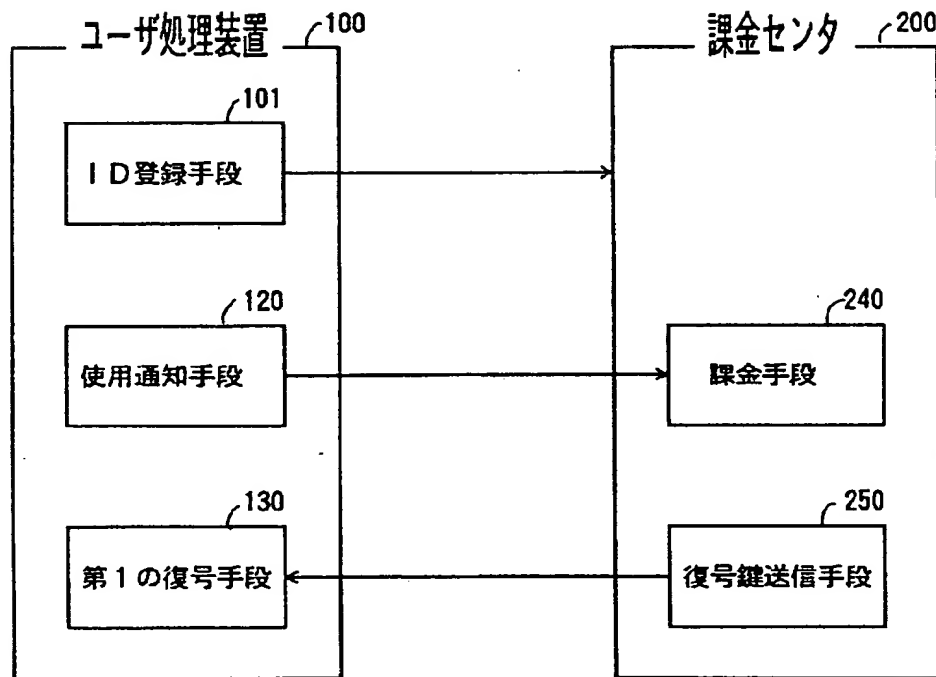 ユーザ処理装置
100
課金センタ
200
101
ＩＤ登録手段
120
使用通知手段
240
課金手段
130
第１の復号手段
250
復号鍵送信手段